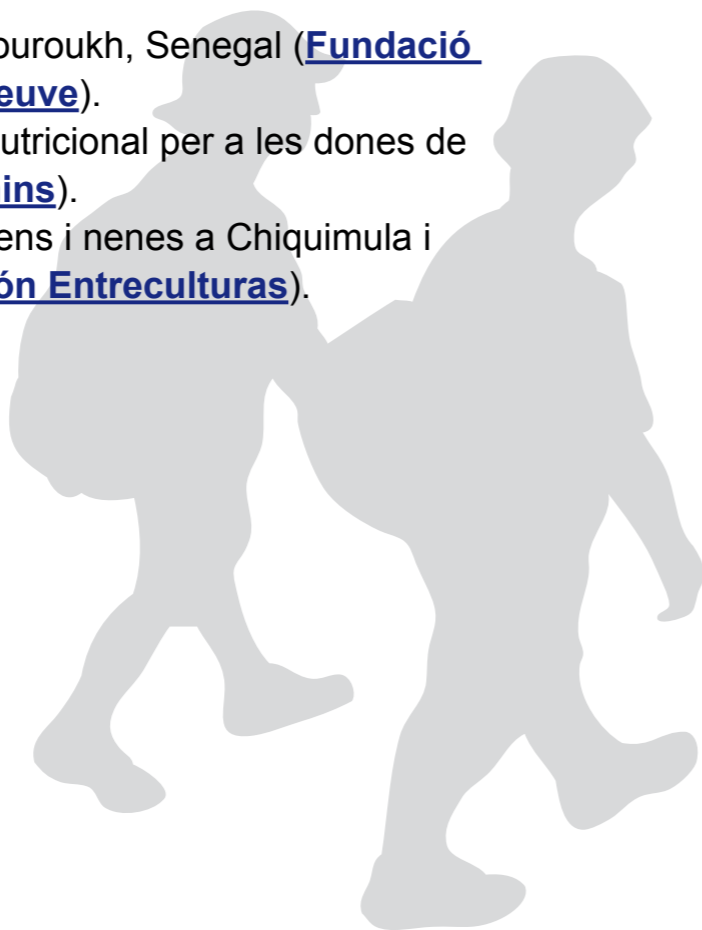 ouroukh, Senegal (Fundació
euve).
utricional per a les dones de
ins).
ens i nenes a Chiquimula i
ón Entreculturas).